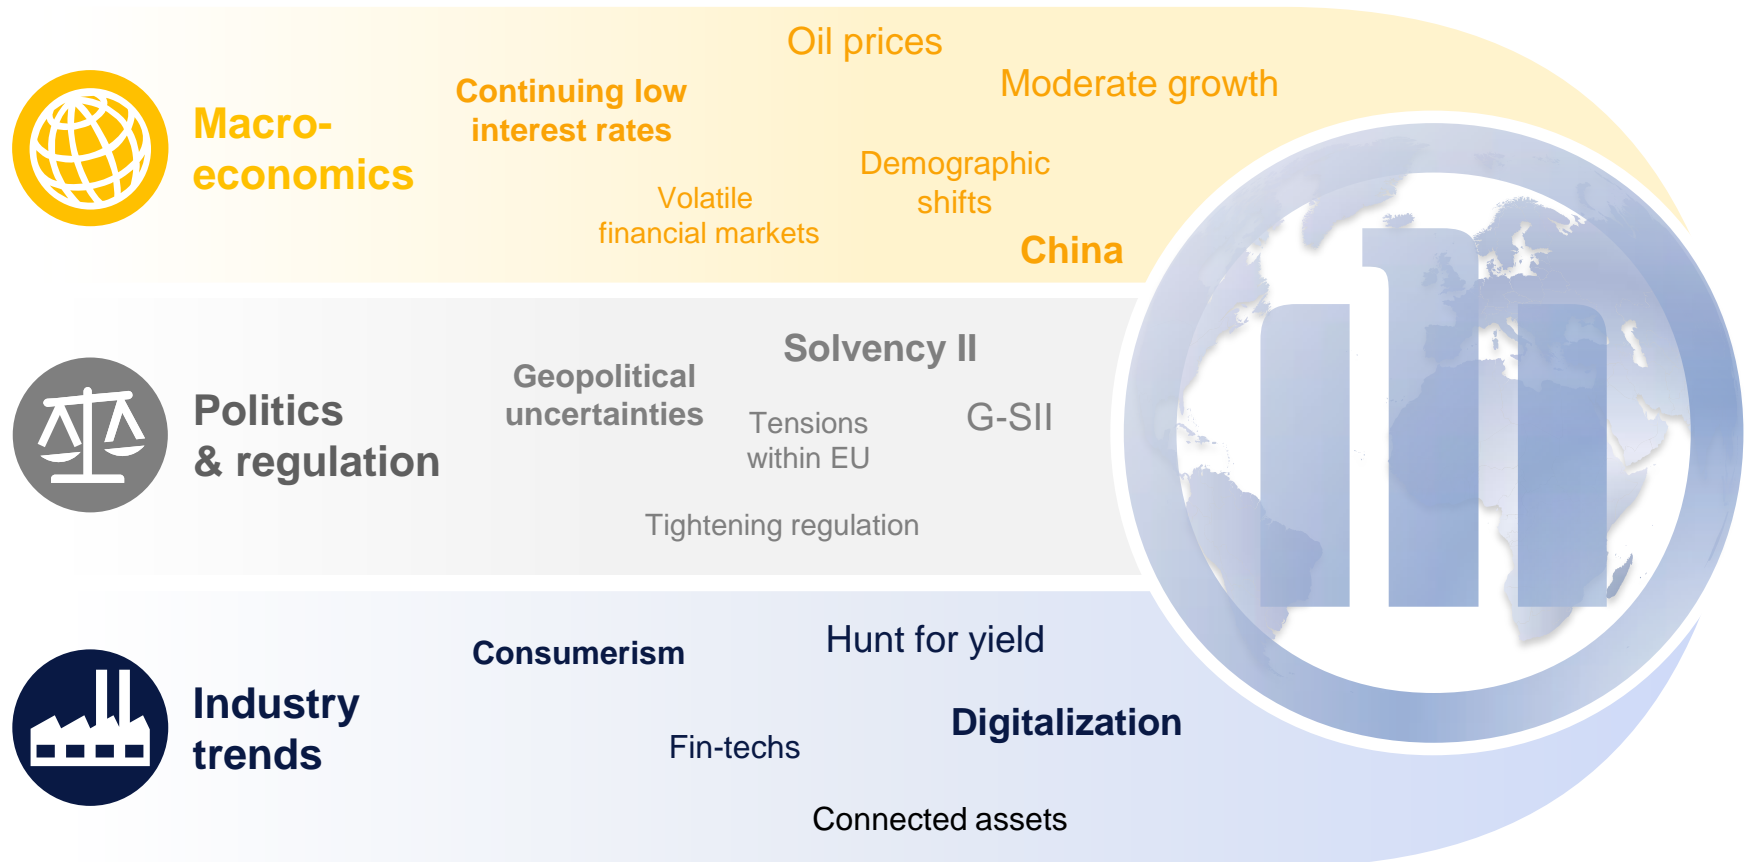 Macro-
economics
Oil prices
Continuing low
interest rates
Moderate growth
Demographic
shifts
Volatile
financial markets
China
Politics
& regulation
Solvency II
Geopolitical
uncertainties
Tensions
within EU
G-SII
Tightening regulation
Industry
trends
Consumerism
Hunt for yield
Digitalization
Fin-techs
Connected assets